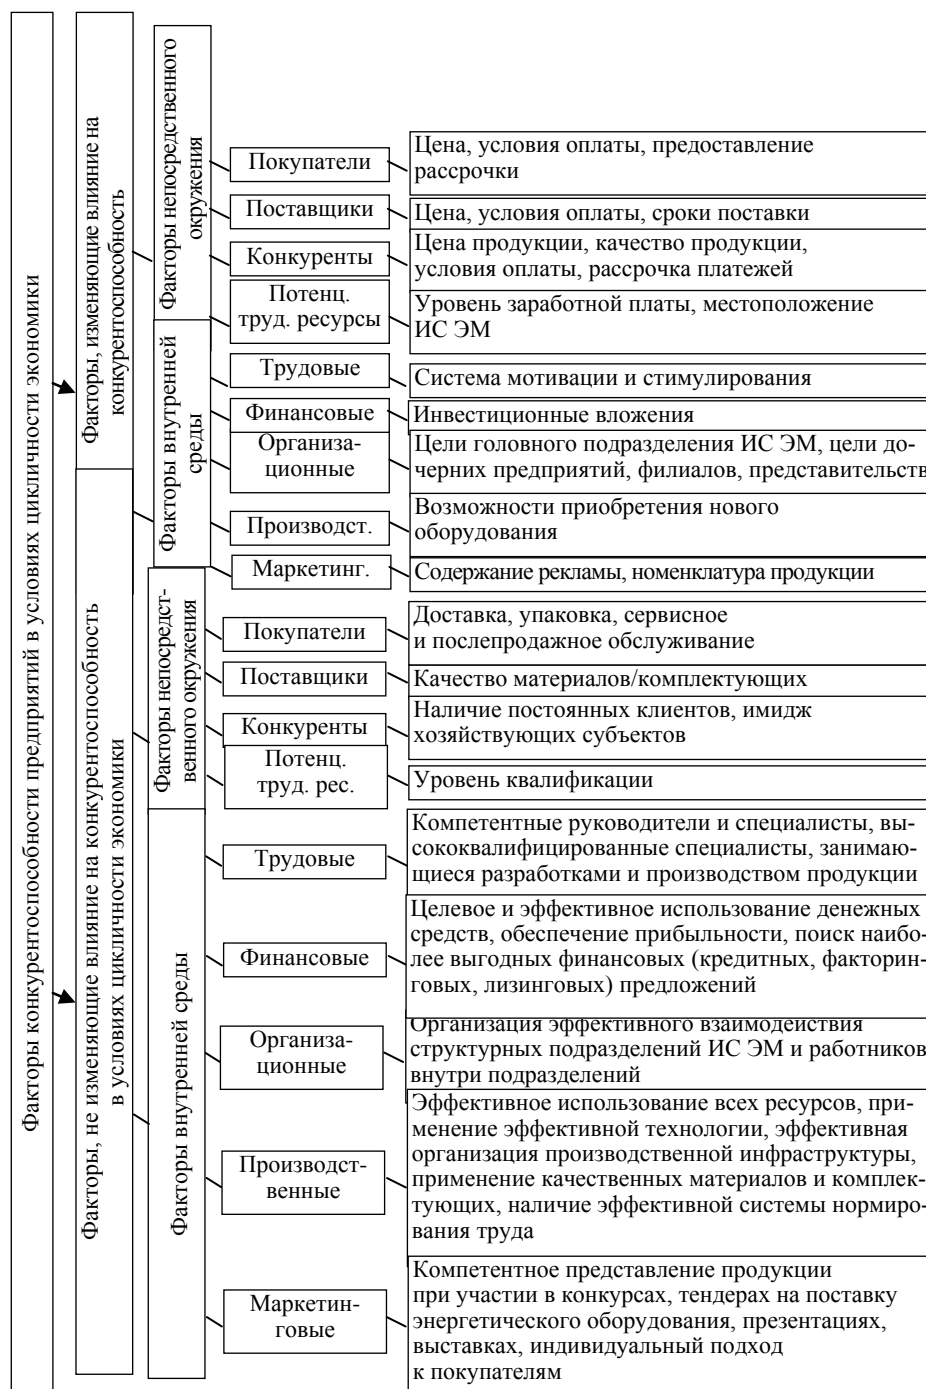 Факторы конкурентоспособности предприятий в условиях цикличности экономики
Факторы, изменяющие влияние на
конкурентоспособность
Факторы непосредственного
окружения
Покупатели
Цена, условия оплаты, предоставление
рассрочки
Поставщики
Цена, условия оплаты, сроки поставки
Конкуренты
Цена продукции, качество продукции,
условия оплаты, рассрочка платежей
Потенц.
труд. ресурсы
Уровень заработной платы, местоположение
ИС ЭМ
Факторы внутренней
среды
Трудовые
Система мотивации и стимулирования
Финансовые
Инвестиционные вложения
Организа-
ционные
Цели головного подразделения ИС ЭМ, цели до-
черних предприятий, филиалов, представительств
Производст.
Возможности приобретения нового
оборудования
Маркетинг.
Содержание рекламы, номенклатура продукции
Факторы, не изменяющие влияние на конкурентоспособность
в условиях цикличности экономики
Факторы непосредст-
венного окружения
Покупатели
Доставка, упаковка, сервисное
и послепродажное обслуживание
Поставщики
Качество материалов/комплектующих
Конкуренты
Наличие постоянных клиентов, имидж
хозяйствующих субъектов
Потенц.
труд. рес.
Уровень квалификации
Факторы внутренней среды
Трудовые
Компетентные руководители и специалисты, вы-
сококвалифицированные специалисты, занимаю-
щиеся разработками и производством продукции
Финансовые
Целевое и эффективное использование денежных
средств, обеспечение прибыльности, поиск наибо-
лее выгодных финансовых (кредитных, факторин-
говых, лизинговых) предложений
Организа-
ционные
Организация эффективного взаимодействия
структурных подразделений ИС ЭМ и работников
внутри подразделений
Производст-
венные
Эффективное использование всех ресурсов, при-
менение эффективной технологии, эффективная
организация производственной инфраструктуры,
применение качественных материалов и комплек-
тующих, наличие эффективной системы нормиро-
вания труда
Маркетин-
говые
Компетентное представление продукции
при участии в конкурсах, тендерах на поставку
энергетического оборудования, презентациях,
выставках, индивидуальный подход
к покупателям